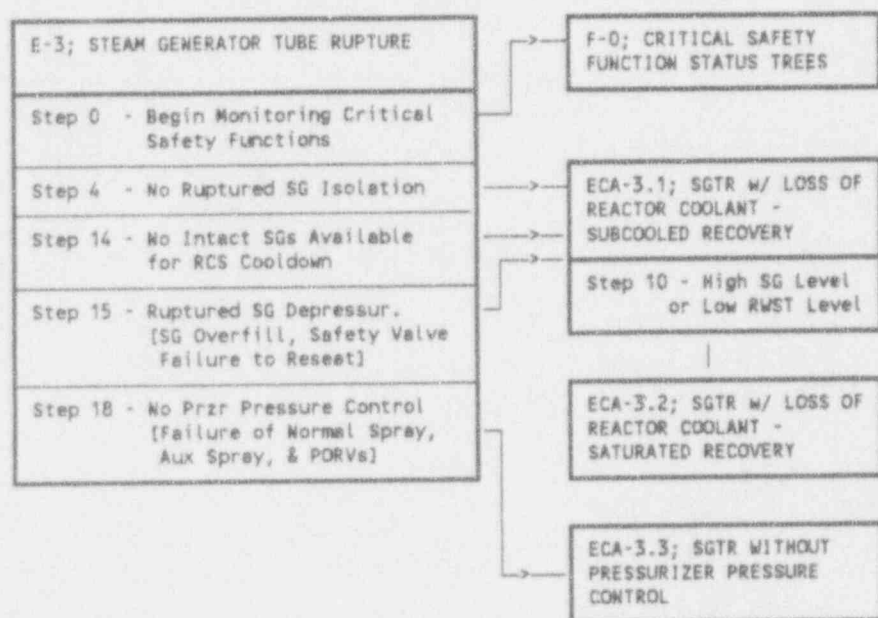 E-3; STEAM GENERATOR TUBE RUPTURE
Step 0 - Begin Monitoring Critical
Safety Functions
Step 4 - No Ruptured SG Isolation
Step 14 - No Intact SGs Available
for RCS Cooldown
Step 15 - Ruptured SG Depressur.
[SG Overfill, Safety Valve
Failure to Reseat]
Step 18 - No Przr Pressure Control
[Failure of Normal Spray,
Aux Spray, & PORVs]
F-0; CRITICAL SAFETY
FUNCTION STATUS TREES
ECA-3.1; SGTR w/ LOSS OF
REACTOR COOLANT -
SUBCOOLED RECOVERY
Step 10 - High SG Level
or Low RWST Level
ECA-3.2; SGTR w/ LOSS OF
REACTOR COOLANT -
SATURATED RECOVERY
ECA-3.3; SGTR WITHOUT
PRESSURIZER PRESSURE
CONTROL